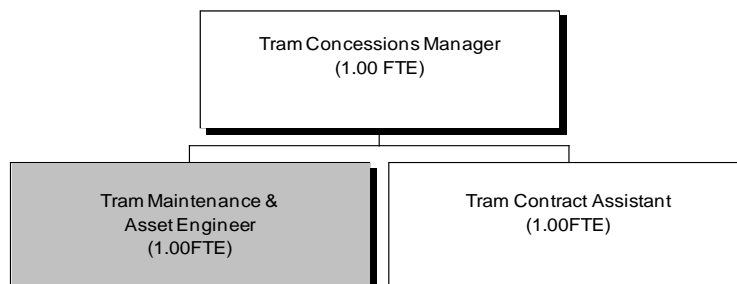 Tram Concessions Manager
(1.00 FTE)
Tram Maintenance &
Asset Engineer
(1.00FTE)
Tram Contract Assistant
(1.00FTE)